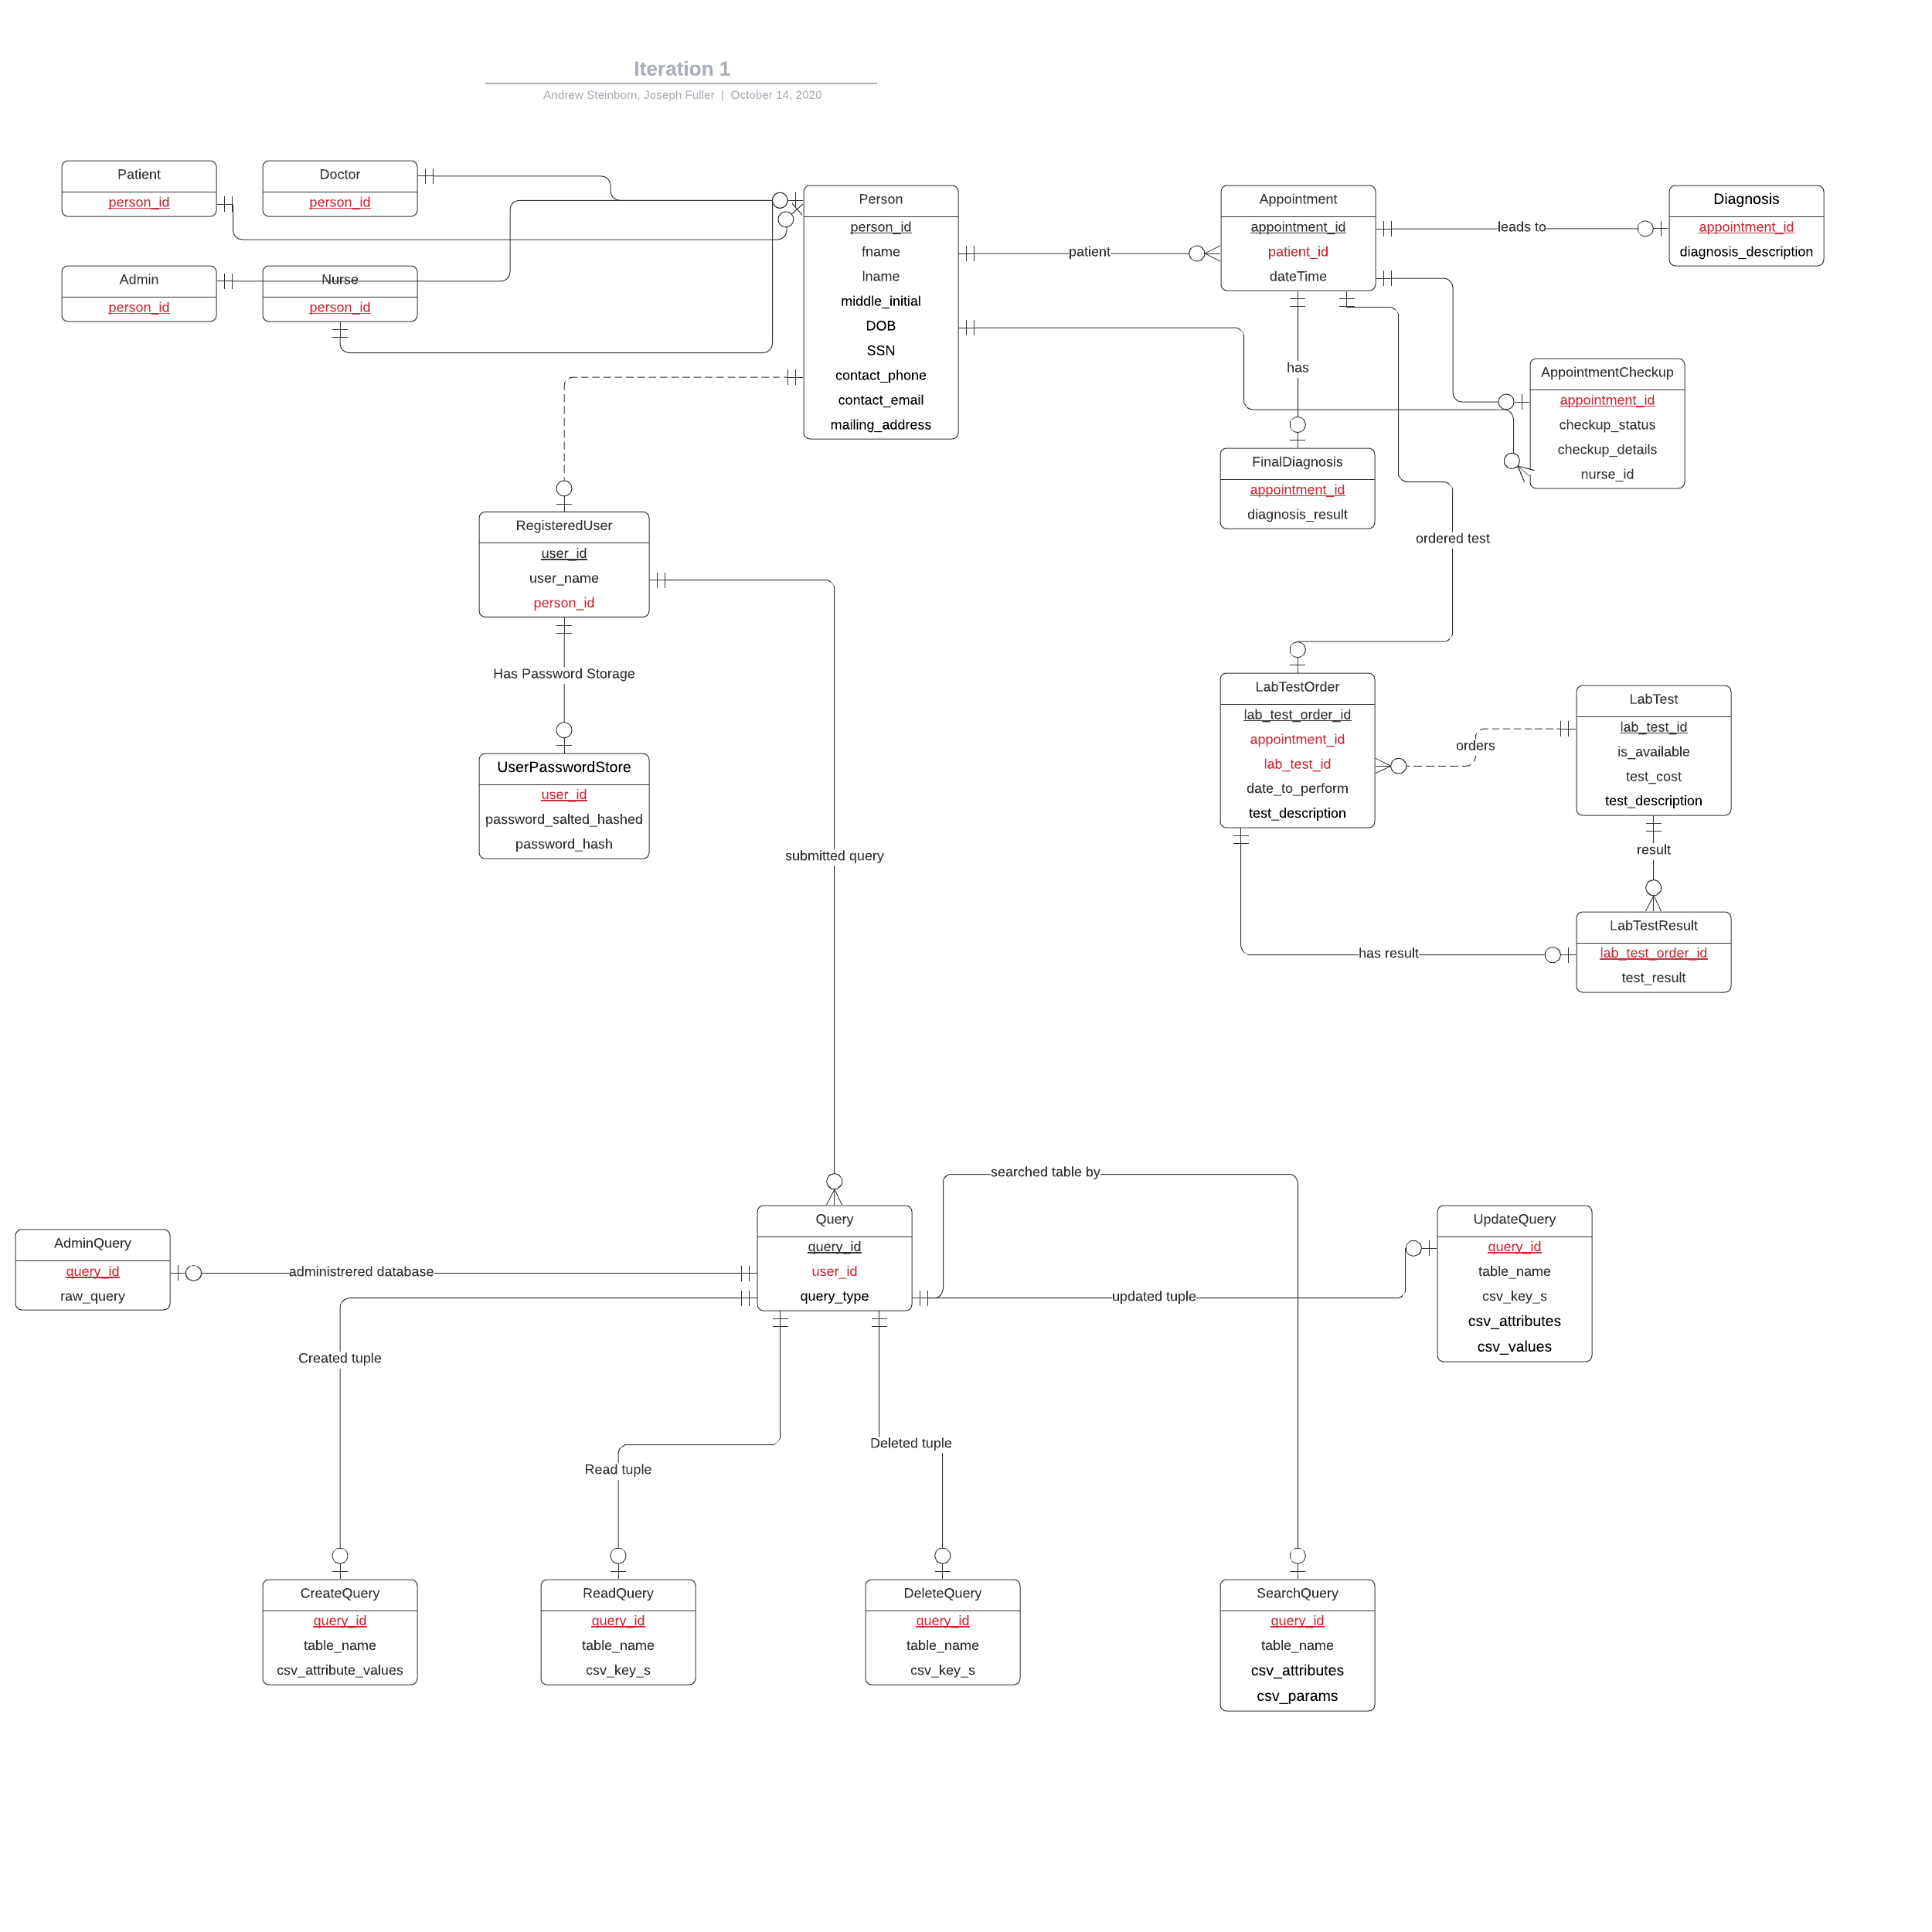 Iteration 1
Andrew Steinborn, Joseph Fuller | October 14, 2020
Patient
person_id
Doctor
person_id
Admin
person_id
Nurse
person_id
Person
person_id
fname
lname
middle_initial
DOB
SSN
contact_phone
contact_email
mailing_address
patient
Appointment
appointment_id
patient_id
dateTime
leads to
Diagnosis
appointment_id
diagnosis_description
has
AppointmentCheckup
appointment_id
checkup_status
checkup_details
nurse_id
FinalDiagnosis
appointment_id
diagnosis_result
ordered test
RegisteredUser
user_id
user_name
person_id
Has Password Storage
UserPasswordStore
user_id
password_salted_hashed
password_hash
submitted query
LabTestOrder
lab_test_order_id
appointment_id
lab_test_id
date_to_perform
test_description
orders
LabTest
lab_test_id
is_available
test_cost
test_description
result
LabTestResult
lab_test_order_id
test_result
has result
searched table by
Query
query_id
user_id
query_type
AdminQuery
query_id
raw_query
administrered database
updated tuple
UpdateQuery
query_id
table_name
csv_key_s
csv_attributes
csv_values
Created tuple
Read tuple
Deleted tuple
CreateQuery
query_id
table_name
csv_attribute_values
ReadQuery
query_id
table_name
csv_key_s
DeleteQuery
query_id
table_name
csv_key_s
SearchQuery
query_id
table_name
csv_attributes
csv_params